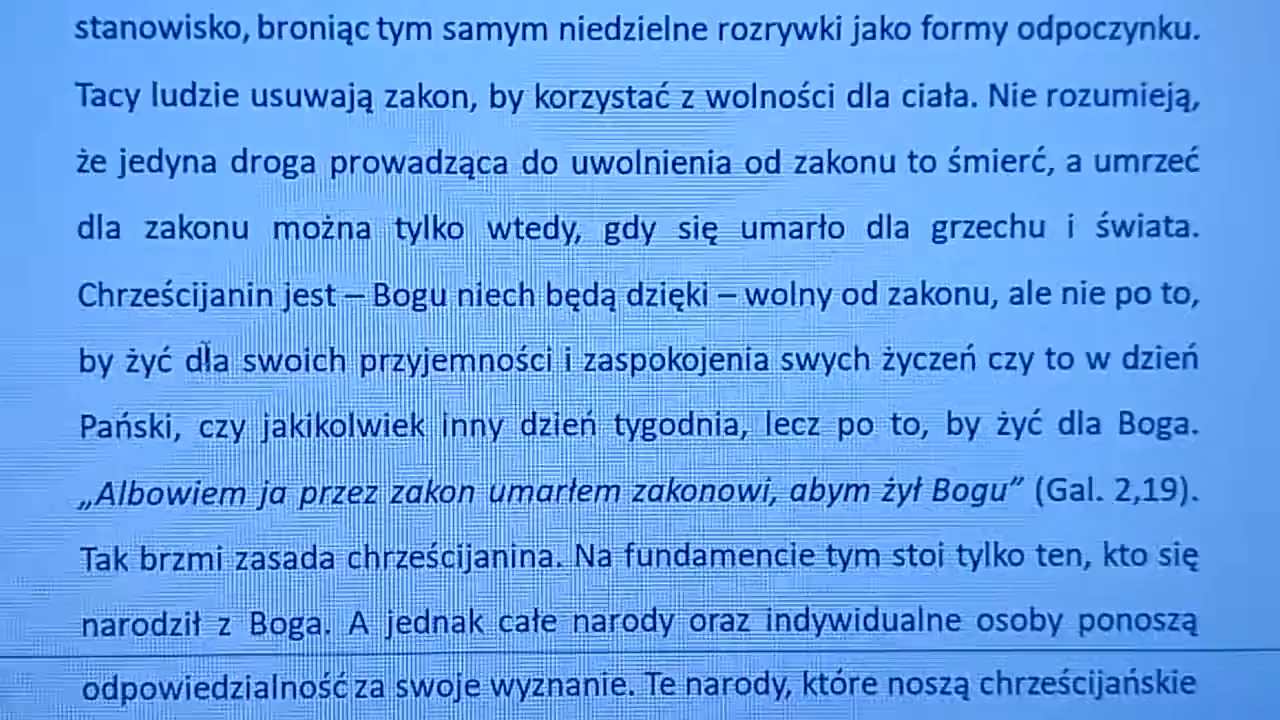 stanowisko, broniąc tym samym niedzielne rozrywki jako formy odpoczynku.
Tacy ludzie usuwają zakon, by korzystać z wolności dla ciała. Nie rozumieją,
że jedyna droga prowadząca do uwolnienia od zakonu to śmierć, a umrzeć
dla zakonu można tylko wtedy, gdy się umarło dla grzechu i świata.
Chrześcijanin jest – Bogu niech będą dzięki – wolny od zakonu, ale nie po to,
by żyć dla swoich przyjemności i zaspokojenia swych życzeń czy to w dzień
Pański, czy jakikolwiek inny dzień tygodnia, lecz po to, by żyć dla Boga.
„Albowiem ja przez zakon umarłem zakonowi, abym żył Bogu” (Gal. 2,19).
Tak brzmi zasada chrześcijanina. Na fundamencie tym stoi tylko ten, kto się
narodził z Boga. A jednak całe narody oraz indywidualne osoby ponoszą
odpowiedzialność za swoje wyznanie. Te narody, które noszą chrześcijańskie